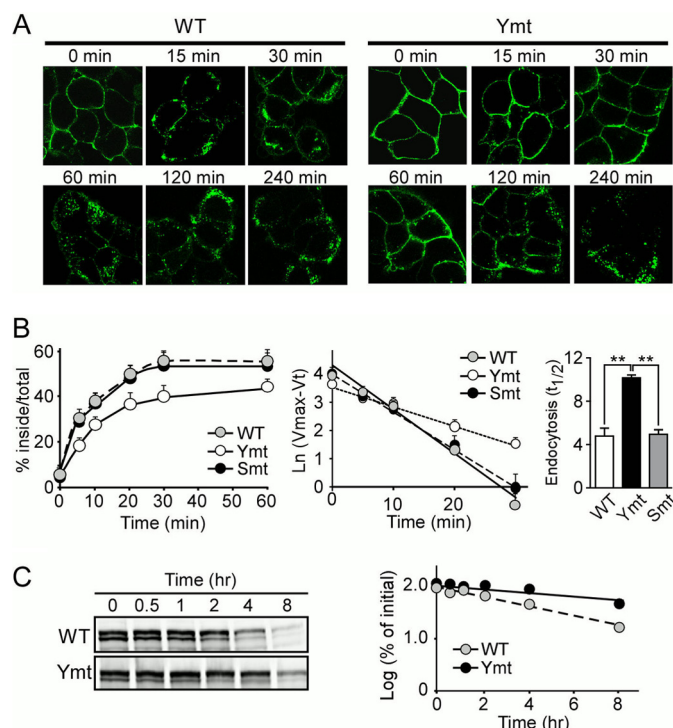 A
WT Ymt
0 min 15 min 30 min 0 min 15 min 30 min
60 min 120 min 240 min 60 min 120 min 240 min
B
% inside/total
60
40
20
0
0 10 20 30 40 50 60
Time (min)
WT
Ymt
Smt
Ln (Vmax-Vt)
4
3
2
1
0
0 10 20
Time (min)
WT
Ymt
Smt
Endocytosis (t1/2)
12
8
4
0
** **
WT Ymt Smt
C
Time (hr)
0 0.5 1 2 4 8
WT
Ymt
Log (% of initial)
2.0
1.0
0
0 2 4 6 8
Time (hr)
WT
Ymt